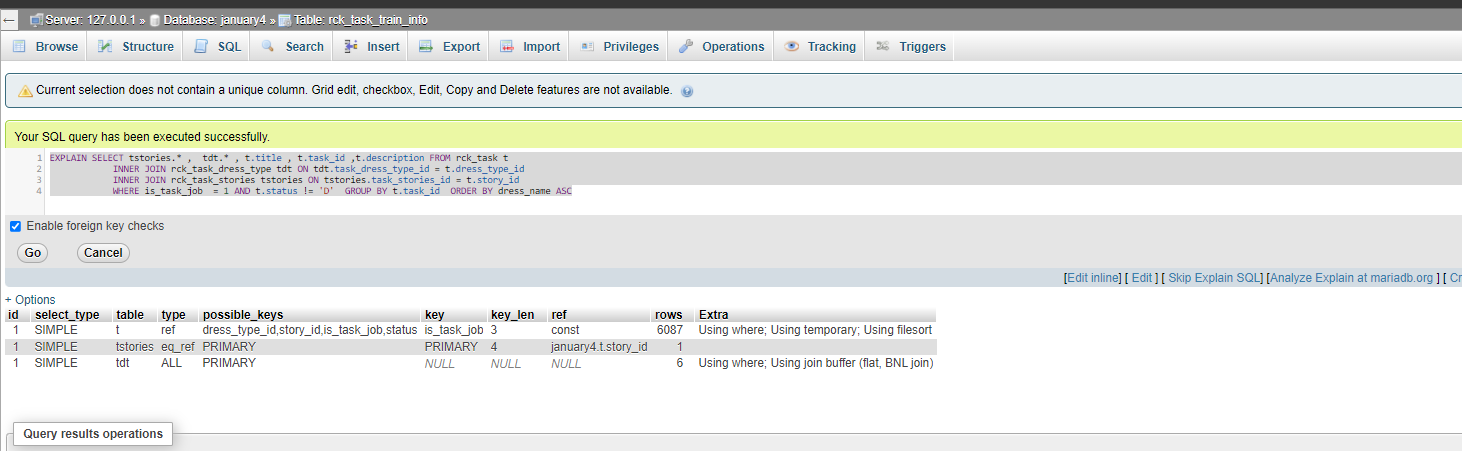 Server: 127.0.0.1 » Database: january4 » Table: rck_task_train_info
Browse Structure SQL Search Insert Export Import Privileges Operations Tracking Triggers
Current selection does not contain a unique column. Grid edit, checkbox, Edit, Copy and Delete features are not available.
Your SQL query has been executed successfully.
1 EXPLAIN SELECT tstories.* , tdt.* , t.title , t.task_id ,t.description FROM rck_task t
2 INNER JOIN rck_task_dress_type tdt ON tdt.task_dress_type_id = t.dress_type_id
3 INNER JOIN rck_task_stories tstories ON tstories.task_stories_id = t.story_id
4 WHERE is_task_job = 1 AND t.status != 'D' GROUP BY t.task_id ORDER BY dress_name ASC
Enable foreign key checks
Go Cancel
[Edit inline] [ Edit ] [ Skip Explain SQL] [Analyze Explain at mariadb.org ] [ Cr
+ Options
id select_type table type possible_keys key key_len ref rows Extra
1 SIMPLE t ref dress_type_id,story_id,is_task_job,status is_task_job 3 const 6087 Using where; Using temporary; Using filesort
1 SIMPLE tstories eq_ref PRIMARY PRIMARY 4 january4.t.story_id 1
1 SIMPLE tdt ALL PRIMARY NULL NULL NULL 6 Using where; Using join buffer (flat, BNL join)
Query results operations